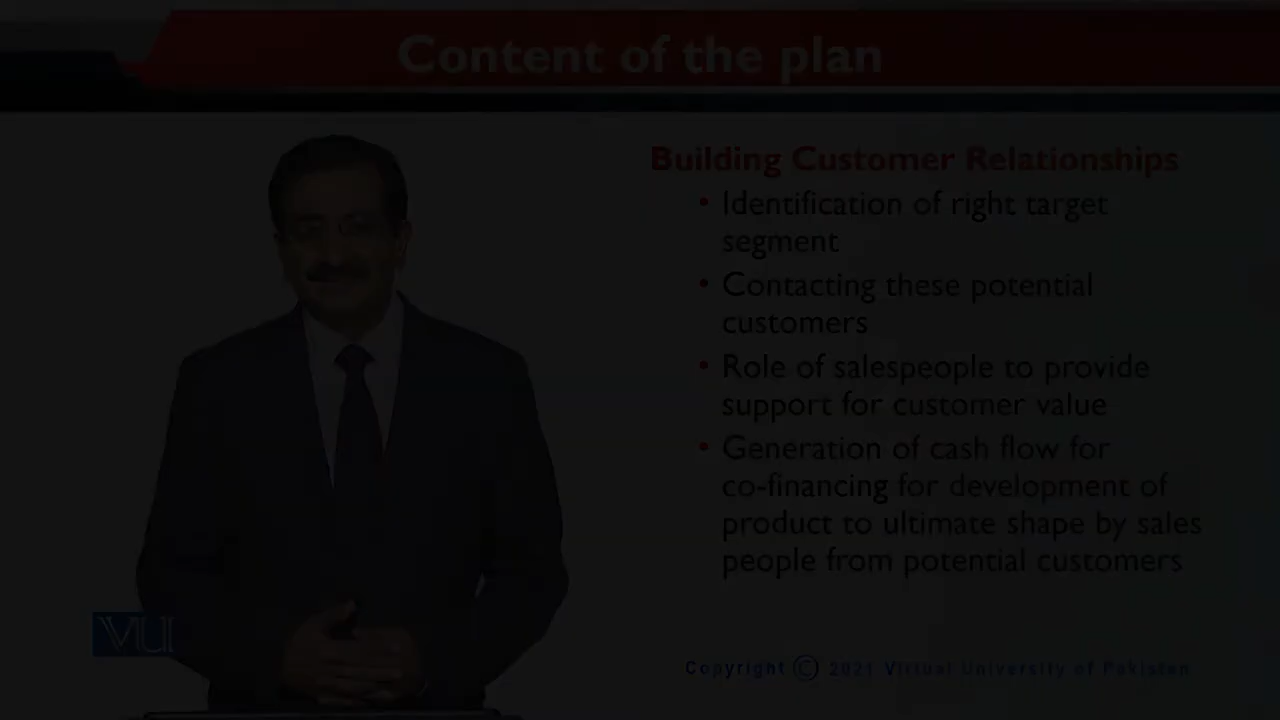 Content of the plan
Building Customer Relationships
• Identification of right target
segment
• Contacting these potential
customers
• Role of salespeople to provide
support for customer value
• Generation of cash flow for
co-financing for development of
product to ultimate shape by sales
people from potential customers
VU
Copyright © 2021 Virtual University of Pakistan